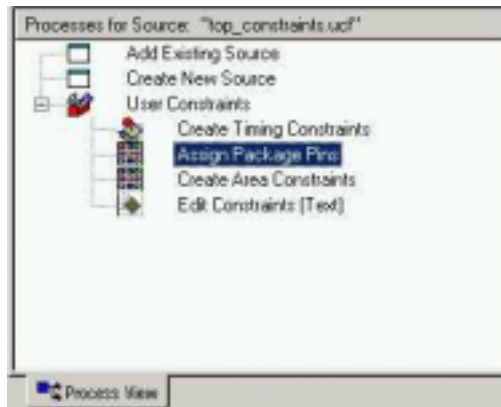 Processes for Source: "top_constraints.ucf"
Add Existing Source
Create New Source
User Constraints
Create Timing Constraints
Assign Package Pins
Create Area Constraints
Edit Constraints (Text)
Process View